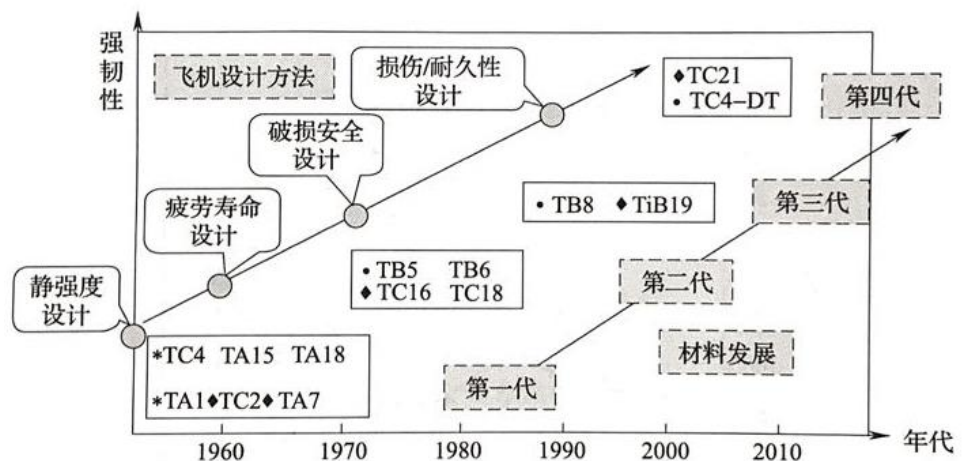 强
韧
性
飞机设计方法
损伤/耐久性
设计
♦TC21
• TC4-DT
第四代
破损安全
设计
• TB8 ♦TiB19
第三代
疲劳寿命
设计
• TB5 TB6
♦TC16 TC18
第二代
静强度
设计
*TC4 TA15 TA18
*TA1♦TC2♦TA7
材料发展
第一代
1960 1970 1980 1990 2000 2010
年代